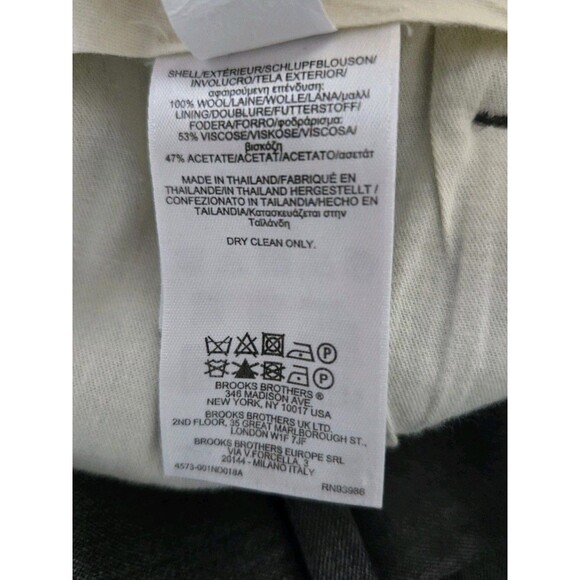 SHELL/EXTÉRIEUR/SCHLUPFBLOUSON/
INVOLUCRO/TELA EXTERIOR/
αφαιρούμενη επένδυση:
100% WOOL/LAINE/WOLLE/LANA/μαλλί
LINING/DOUBLURE/FUTTERSTOFF/
FODERA/FORRO/φοδράρισμα:
53% VISCOSE/VISKOSE/VISCOSA/
βισκόζη
47% ACETATE/ACETAT/ACETATO/ασετάτ
MADE IN THAILAND/FABRIQUÉ EN
THAILANDE/IN THAILAND HERGESTELLT /
CONFEZIONATO IN TAILANDIA/HECHO EN
TAILANDIA/Κατασκευάζεται στην
Ταϊλάνδη
DRY CLEAN ONLY.
P
P
BROOKS BROTHERS ®
346 MADISON AVE.
NEW YORK, NY 10017 USA
BROOKS BROTHERS UK LTD.
2ND FLOOR, 35 GREAT MARLBOROUGH ST.,
LONDON W1F 7JF
BROOKS BROTHERS EUROPE SRL
VIA V.FORCELLA, 3
20144 - MILANO ITALY
4573-001ND018A RN93986